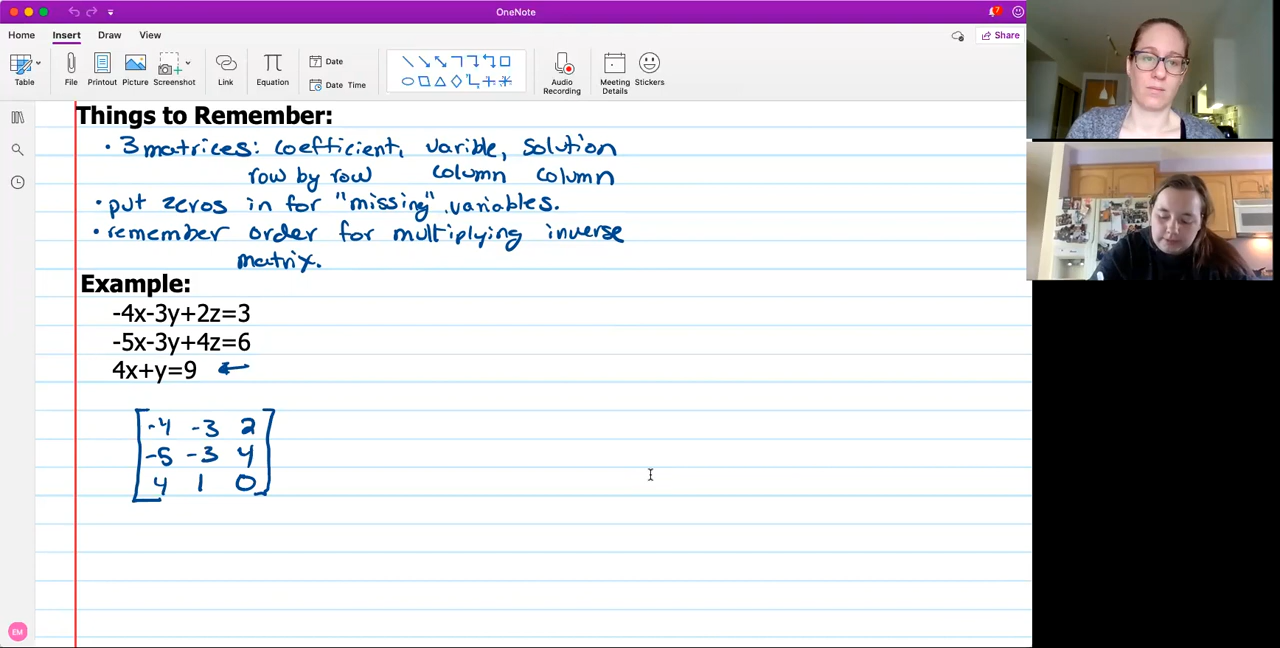 OneNote
7
Home Insert Draw View
Share
Table File Printout Picture Screenshot Link Equation Date Date Time Audio Recording Meeting Details Stickers
Things to Remember:
• 3 matrices: coefficient, varible, solution
row by row column column
• put zeros in for "missing" variables.
• remember order for multiplying inverse
matrix.
Example:
-4x-3y+2z=3
-5x-3y+4z=6
4x+y=9 ←
-4 -3 2
-5 -3 4
4 1 0
EM